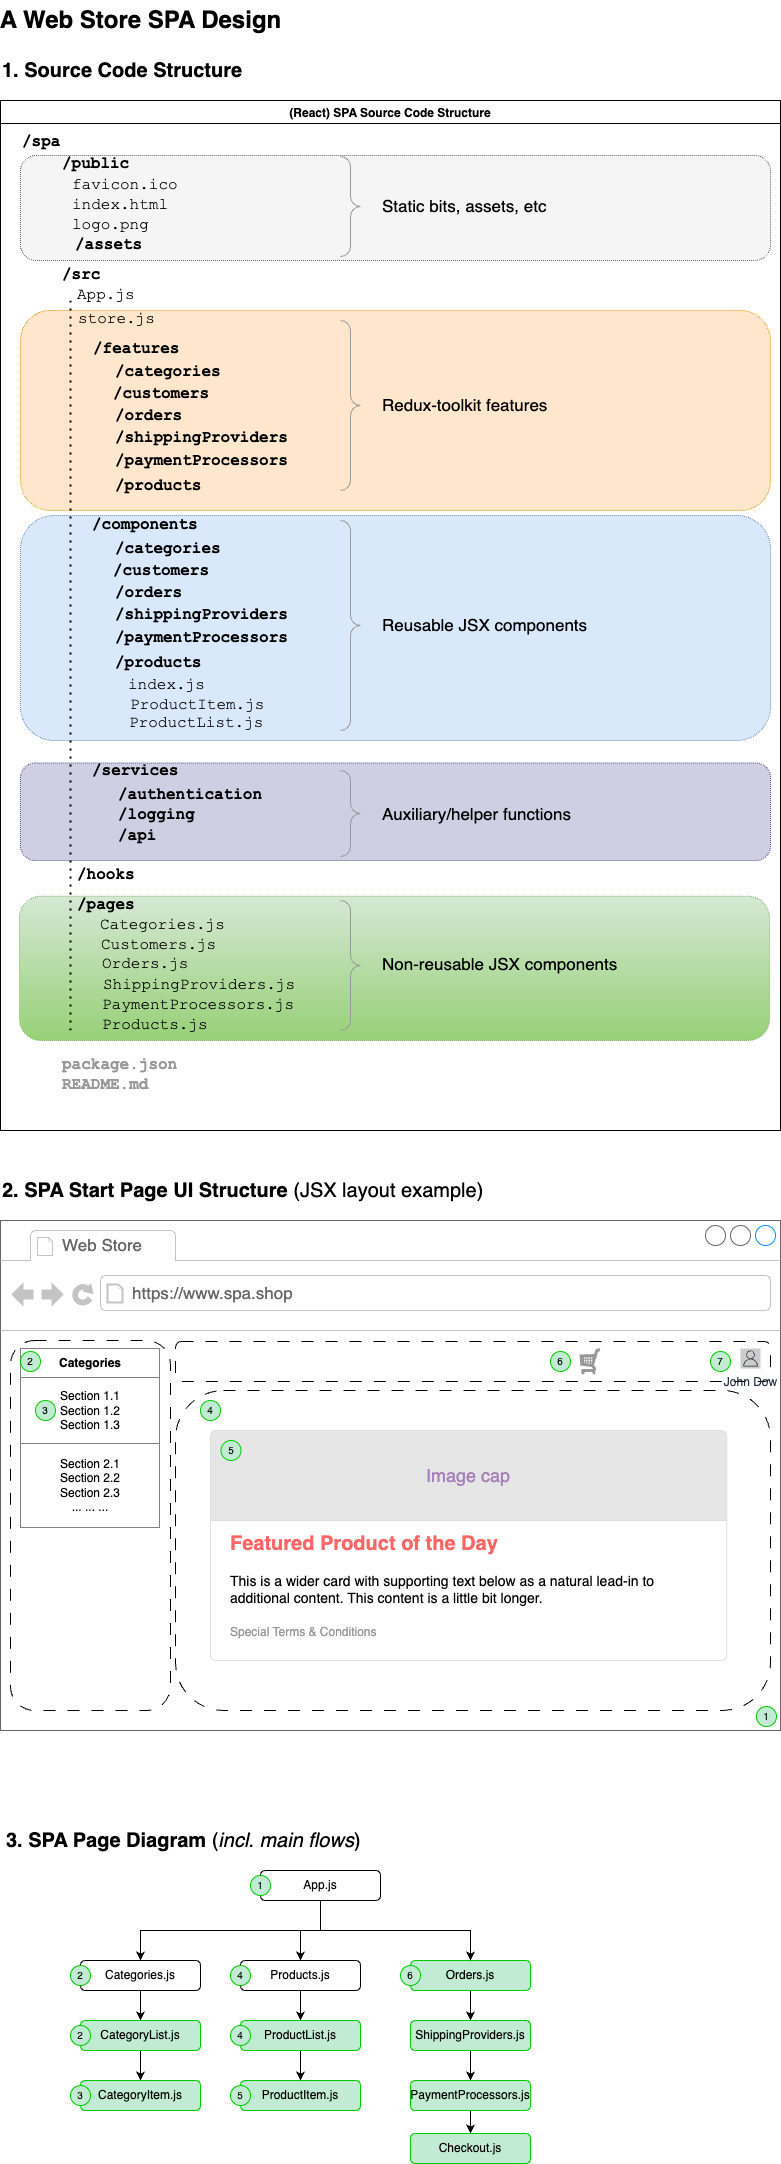 A Web Store SPA Design
1. Source Code Structure
(React) SPA Source Code Structure
/spa
/public
favicon.ico
index.html
logo.png
/assets
Static bits, assets, etc
/src
App.js
store.js
/features
/categories
/customers
/orders
/shippingProviders
/paymentProcessors
/products
Redux-toolkit features
/components
/categories
/customers
/orders
/shippingProviders
/paymentProcessors
/products
index.js
ProductItem.js
ProductList.js
Reusable JSX components
/services
/authentication
/logging
/api
Auxiliary/helper functions
/hooks
/pages
Categories.js
Customers.js
Orders.js
ShippingProviders.js
PaymentProcessors.js
Products.js
Non-reusable JSX components
package.json
README.md
2. SPA Start Page UI Structure (JSX layout example)
Web Store
https://www.spa.shop
2 Categories
Section 1.1
3 Section 1.2
Section 1.3
Section 2.1
Section 2.2
Section 2.3
... ... ...
6
7
John Dow
4
5
Image cap
Featured Product of the Day
This is a wider card with supporting text below as a natural lead-in to
additional content. This content is a little bit longer.
Special Terms & Conditions
1
3. SPA Page Diagram (incl. main flows)
1 App.js
2 Categories.js
4 Products.js
6 Orders.js
2 CategoryList.js
4 ProductList.js
ShippingProviders.js
3 CategoryItem.js
5 ProductItem.js
PaymentProcessors.js
Checkout.js